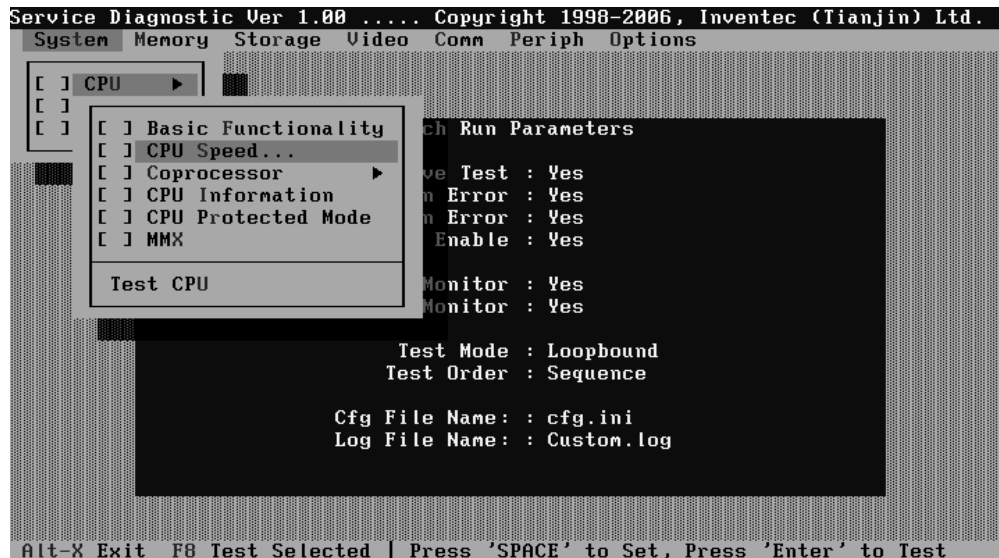 Service Diagnostic Ver 1.00 ..... Copyright 1998-2006, Inventec (Tianjin) Ltd.
System Memory Storage Video Comm Periph Options
[ ] CPU ►
[ ]
[ ]
[ ] Basic Functionality
[ ] CPU Speed...
[ ] Coprocessor ►
[ ] CPU Information
[ ] CPU Protected Mode
[ ] MMX
Test CPU
ch Run Parameters
ve Test : Yes
n Error : Yes
n Error : Yes
Enable : Yes
Monitor : Yes
Monitor : Yes
Test Mode : Loopbound
Test Order : Sequence
Cfg File Name: : cfg.ini
Log File Name: : Custom.log
Alt-X Exit F8 Test Selected | Press 'SPACE' to Set, Press 'Enter' to Test